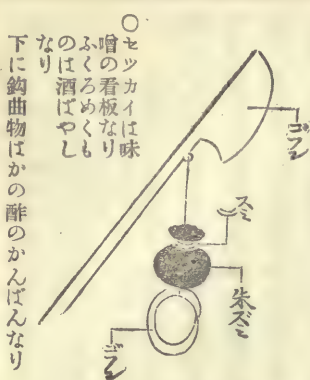 〇セツカイは味
噌の看板なり
ふくろめくも
のは酒ばやし
なり
下に鈎曲物はかの酢のかんばんなり
ゴフン
スミ
朱ズミ
ゴフン